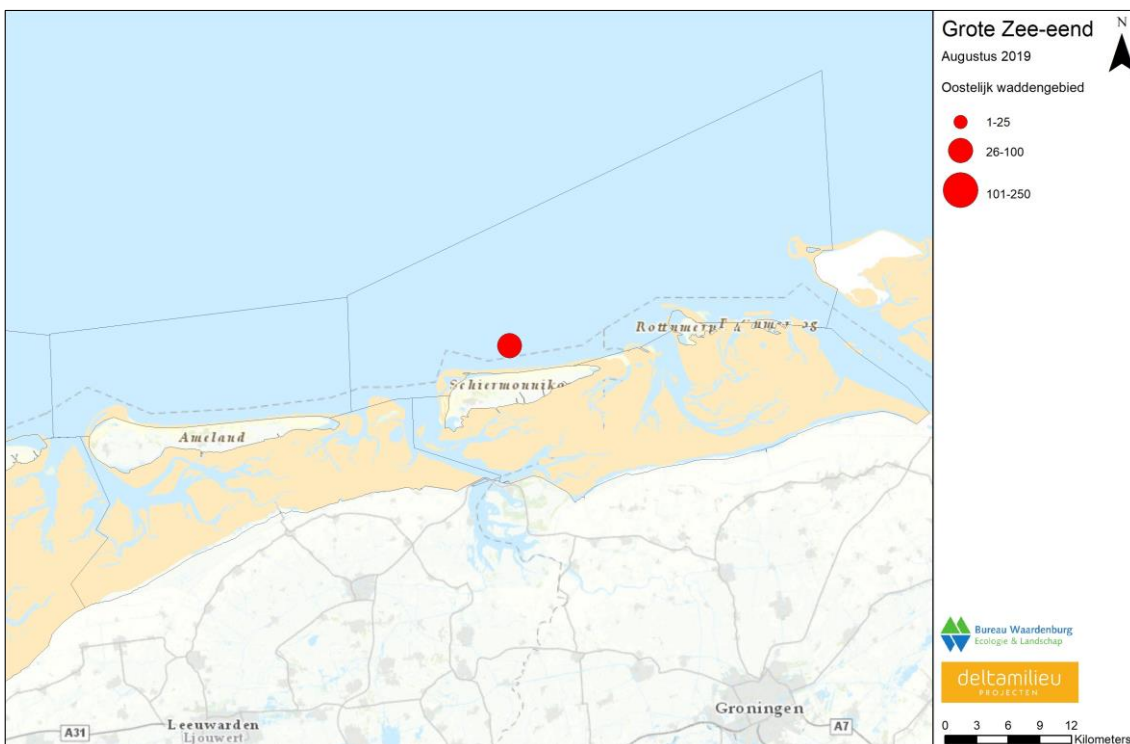 Grote Zee-eend
N
Augustus 2019
Oostelijk waddengebied
1-25
26-100
101-250
Schiermonniko
Ameland
Leeuwarden
Ljouwert
Groningen
A31
A7
Bureau Waardenburg
Ecologie & Landschap
deltamilieu
PROJECTEN
0 3 6 9 12
Kilometers